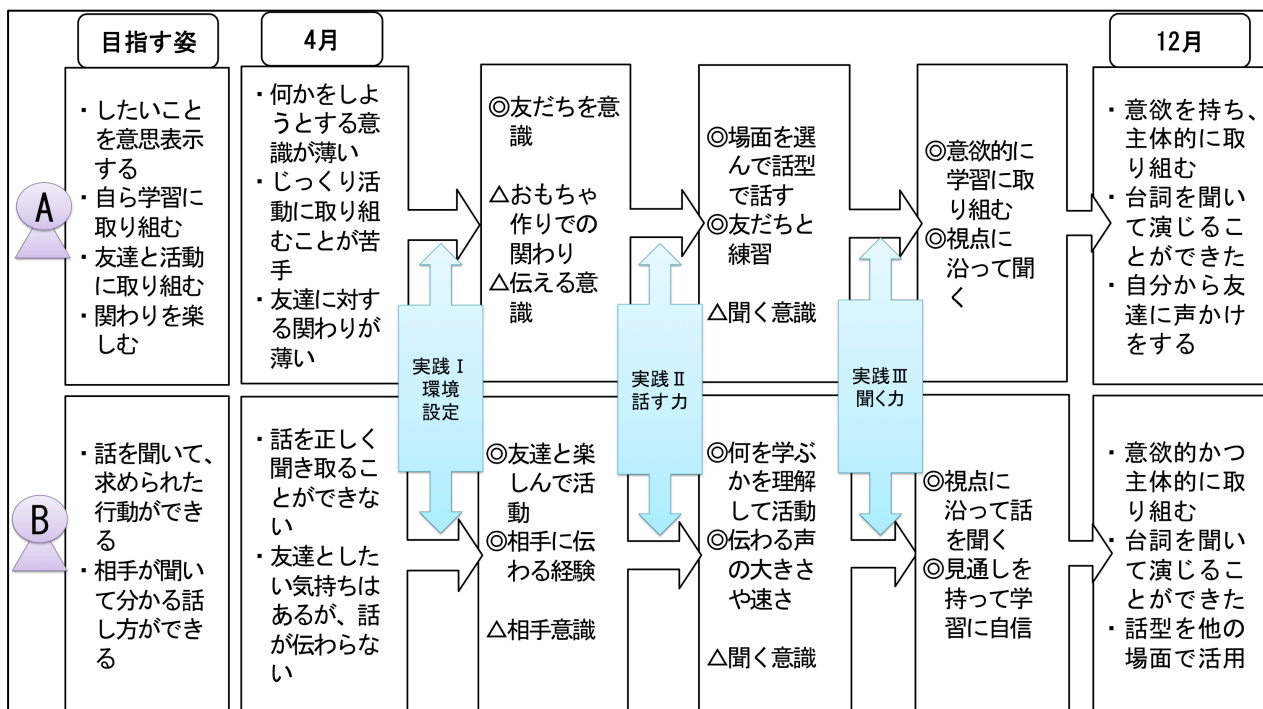 目指す姿
4月
12月
A
・したいこと
を意思表示
する
・自ら学習に
取り組む
・友達と活動
に取り組む
・関わりを楽
しむ
・何かをしよ
うとする意
識が薄い
・じっくり活
動に取り組
むことが苦
手
・友達に対す
る関わりが
薄い
実践Ⅰ
環境
設定
◎友だちを意
識
△おもちゃ
作りでの
関わり
△伝える意
識
実践Ⅱ
話す力
◎場面を選
んで話型
で話す
◎友だちと
練習
△聞く意識
実践Ⅲ
聞く力
◎意欲的に
学習に取
り組む
◎視点に
沿って聞
く
・意欲を持ち、
主体的に取
り組む
・台詞を聞い
て演じるこ
とができた
・自分から友
達に声かけ
をする
B
・話を聞いて、
求められた
行動ができ
る
・相手が聞い
て分かる話
し方ができ
る
・話を正しく
聞き取るこ
とができな
い
・友達とした
い気持ちは
あるが、話
が伝わらな
い
◎友達と楽
しんで活
動
◎相手に伝
わる経験
△相手意識
◎何を学ぶ
かを理解
して活動
◎伝わる声
の大きさ
や速さ
△聞く意識
◎視点に
沿って話
を聞く
◎見通しを
持って学
習に自信
・意欲的かつ
主体的に取
り組む
・台詞を聞い
て演じるこ
とができた
・話型を他の
場面で活用